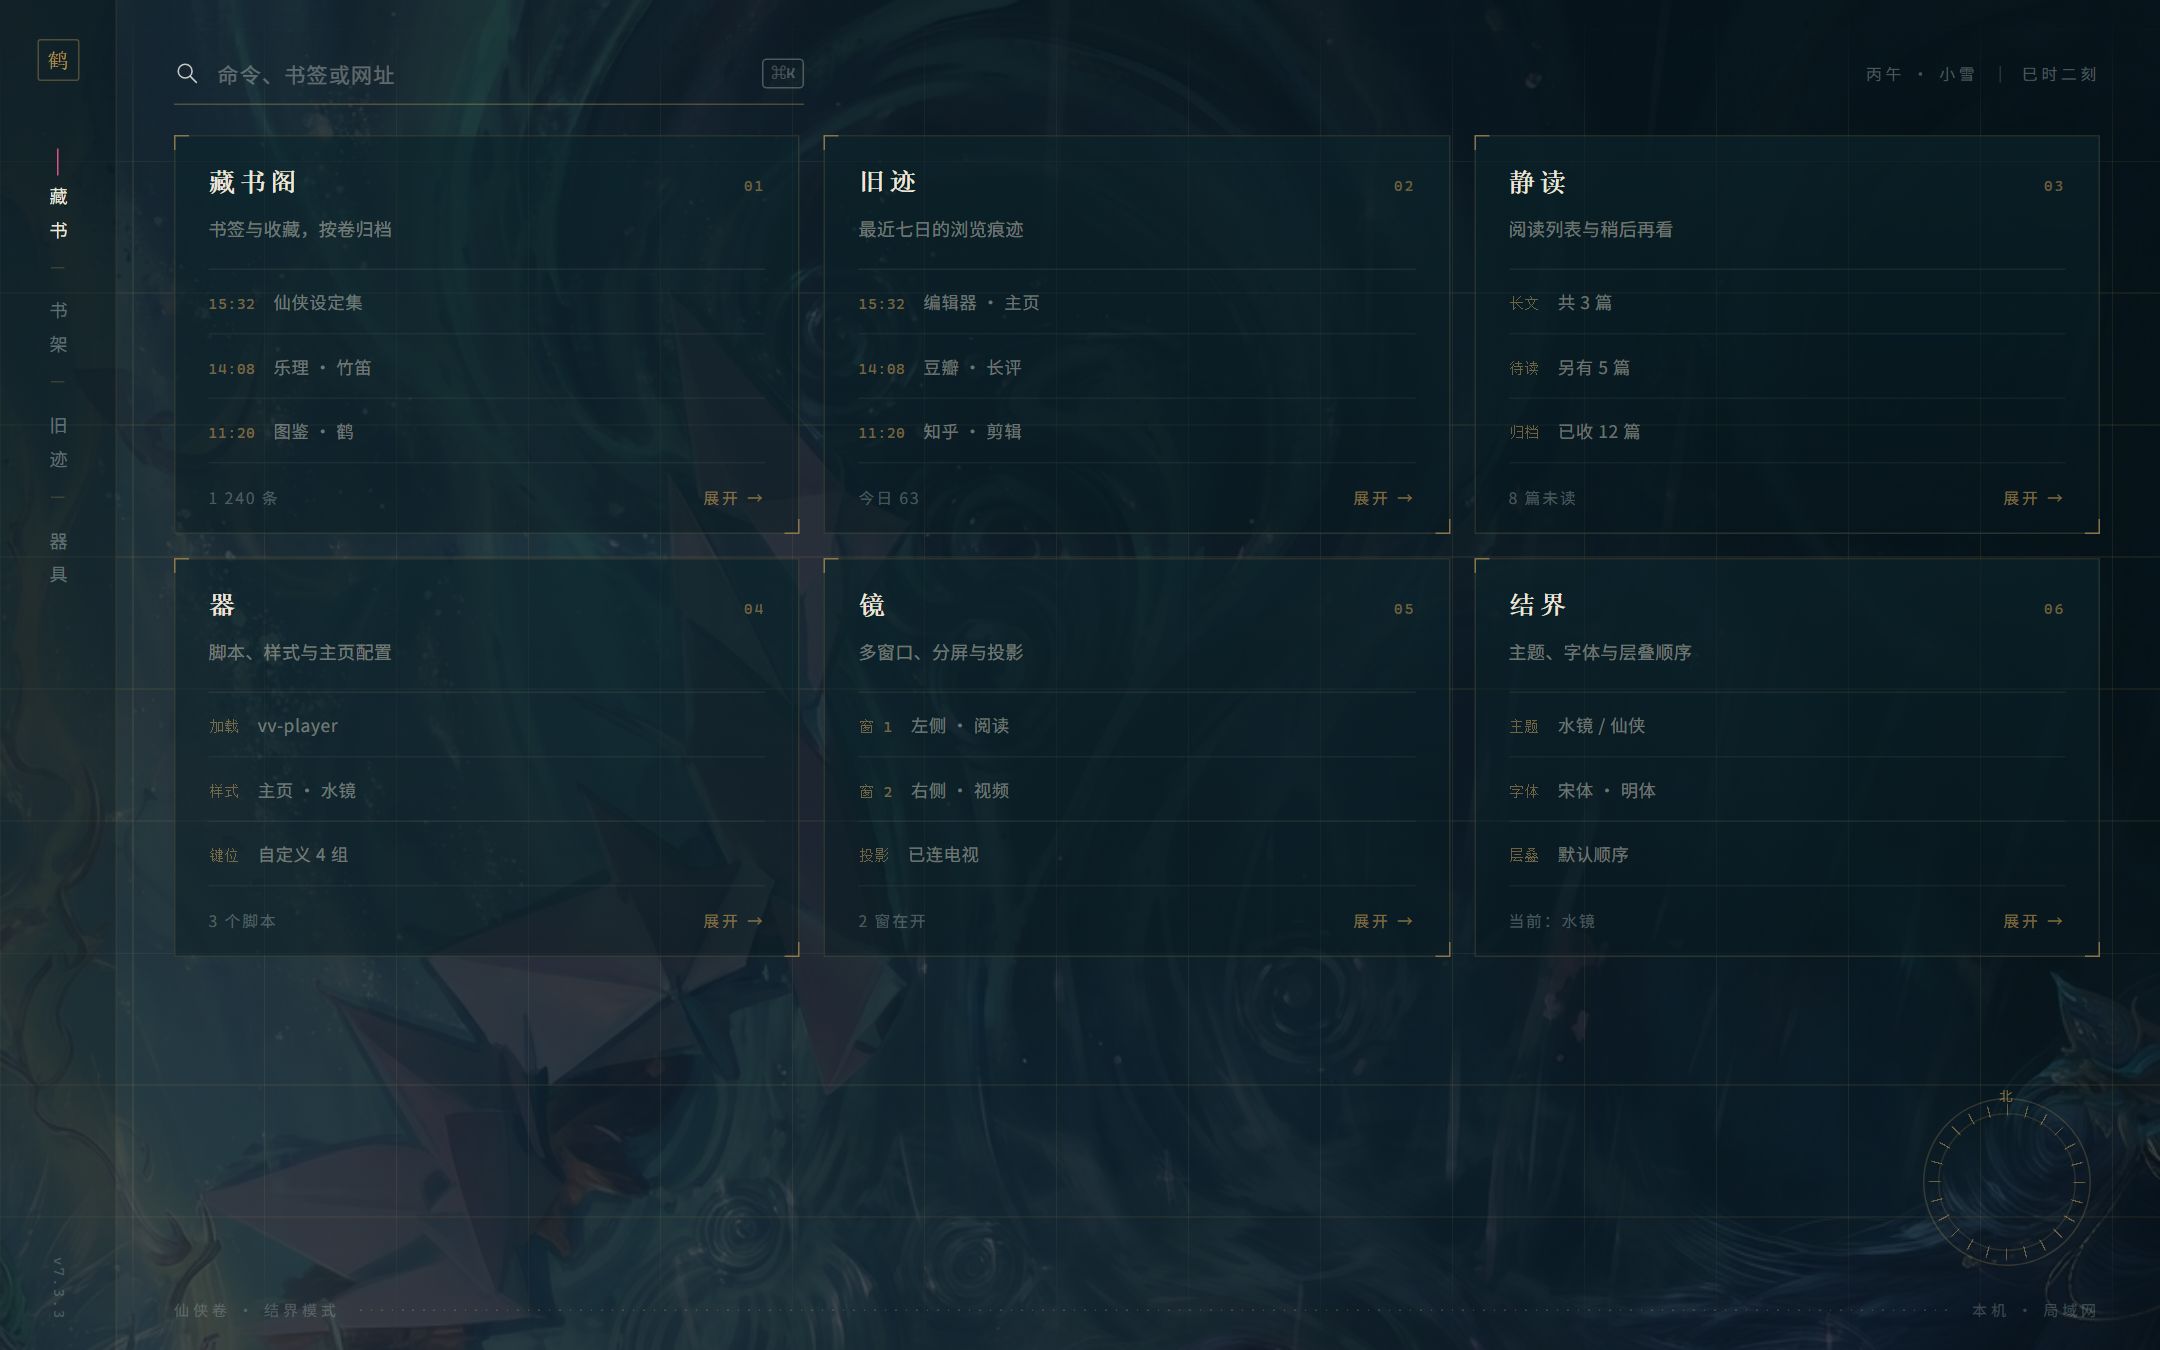 鹤
命令、书签或网址 ⌘K
丙午 · 小雪 | 巳时二刻
藏书
书架
旧迹
器具
藏书阁 01
书签与收藏，按卷归档
15:32 仙侠设定集
14:08 乐理 · 竹笛
11:20 图鉴 · 鹤
1 240 条 展开 →
旧迹 02
最近七日的浏览痕迹
15:32 编辑器 · 主页
14:08 豆瓣 · 长评
11:20 知乎 · 剪辑
今日 63 展开 →
静读 03
阅读列表与稍后再看
长文 共 3 篇
待读 另有 5 篇
归档 已收 12 篇
8 篇未读 展开 →
器 04
脚本、样式与主页配置
加载 vv-player
样式 主页 · 水镜
键位 自定义 4 组
3 个脚本 展开 →
镜 05
多窗口、分屏与投影
窗 1 左侧 · 阅读
窗 2 右侧 · 视频
投影 已连电视
2 窗在开 展开 →
结界 06
主题、字体与层叠顺序
主题 水镜 / 仙侠
字体 宋体 · 明体
层叠 默认顺序
当前：水镜 展开 →
北
v7.3.3
仙侠卷 · 结界模式
本机 · 局域网